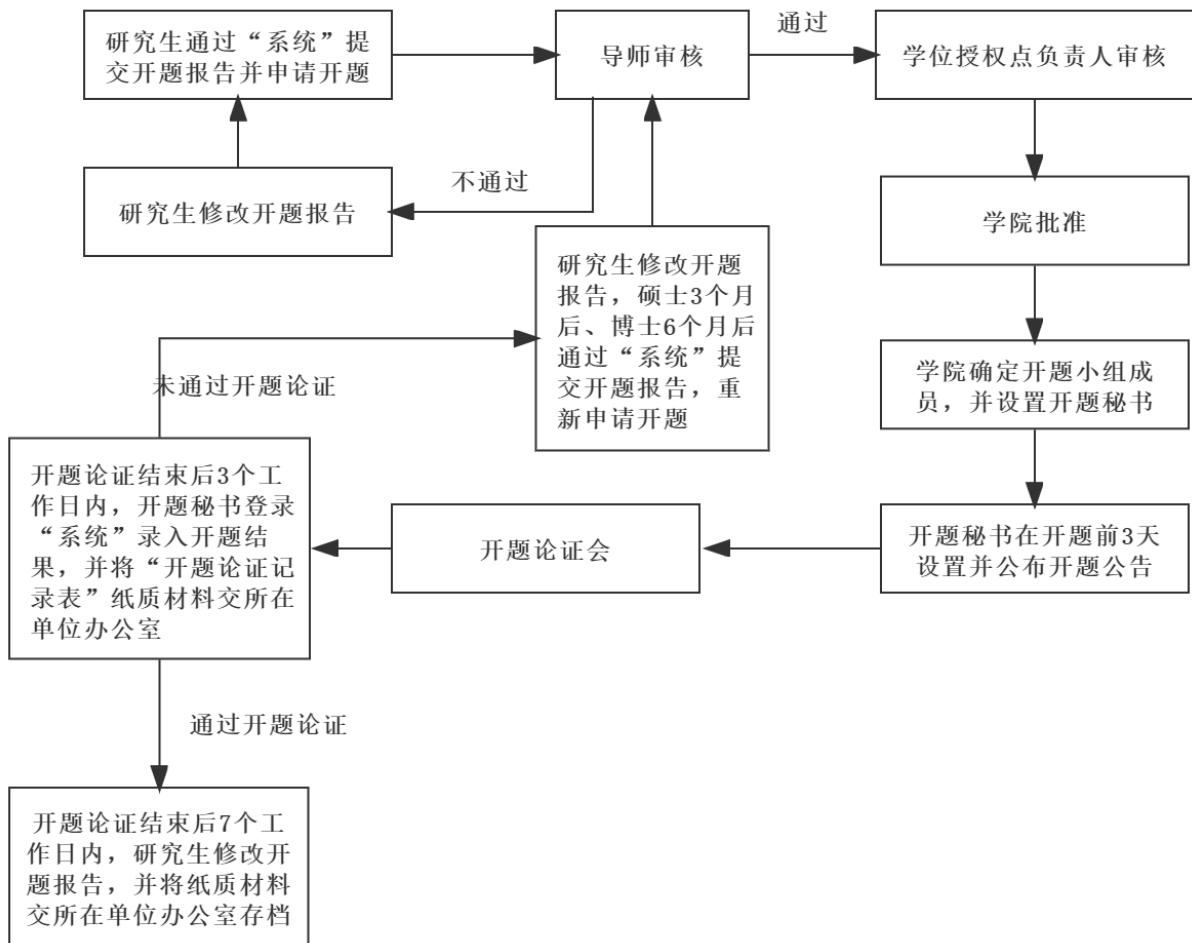 研究生通过“系统”提
交开题报告并申请开题
导师审核
通过
学位授权点负责人审核
不通过
研究生修改开题报告
学院批准
研究生修改开题
报告，硕士3个月
后、博士6个月后
通过“系统”提
交开题报告，重
新申请开题
学院确定开题小组成
员，并设置开题秘书
未通过开题论证
开题论证结束后3个工
作日内，开题秘书登录
“系统”录入开题结
果，并将“开题论证记
录表”纸质材料交所在
单位办公室
开题论证会
开题秘书在开题前3天
设置并公布开题公告
通过开题论证
开题论证结束后7个工
作日内，研究生修改开
题报告，并将纸质材料
交所在单位办公室存档